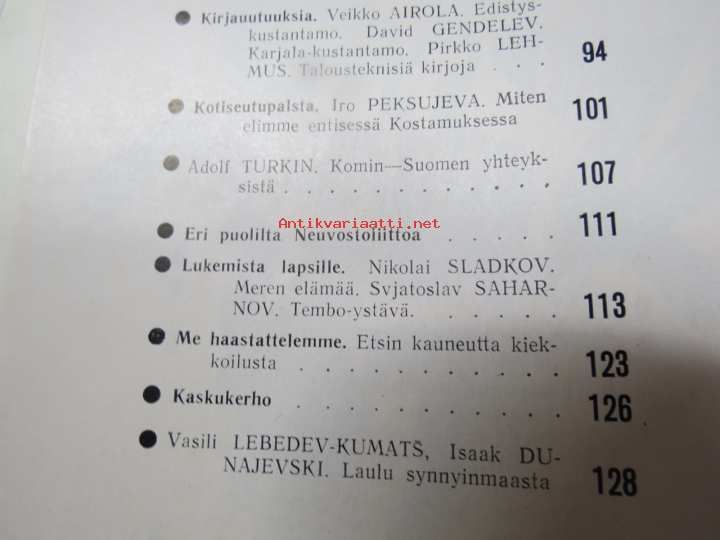 ● Kirjauutuuksia. Veikko AIROLA. Edistys-
kustantamo. David GENDELEV.
Karjala-kustantamo. Pirkko LEH-
MUS. Talousteknisiä kirjoja . . . 94
● Kotiseutupalsta. Iro PEKSUJEVA. Miten
elimme entisessä Kostamuksessa 101
● Adolf TURKIN. Komin—Suomen yhteyk-
sistä . . . . . . . . . . . 107
Antikvariaatti.net
● Eri puolilta Neuvostoliittoa . . . . . 111
● Lukemista lapsille. Nikolai SLADKOV.
Meren elämää. Svjatoslav SAHAR-
NOV. Tembo-ystävä. . . . . . 113
● Me haastattelemme. Etsin kauneutta kiek-
koilusta . . . . . . . . . . 123
● Kaskukerho . . . . . . . . . . . 126
● Vasili LEBEDEV-KUMATŠ, Isaak DU-
NAJEVSKI. Laulu synnyinmaasta 128